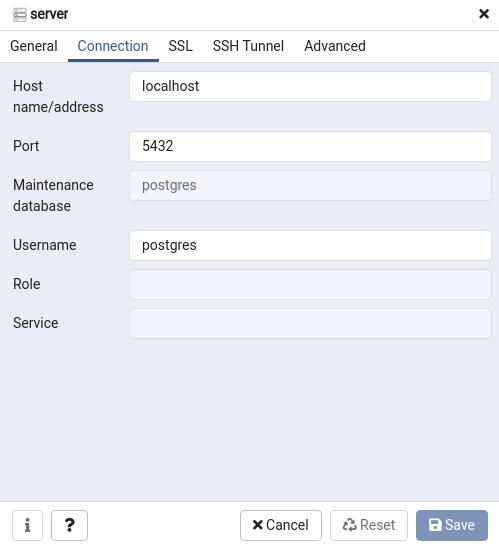 server
General Connection SSL SSH Tunnel Advanced
Host name/address localhost
Port 5432
Maintenance database postgres
Username postgres
Role
Service
i ? Cancel Reset Save